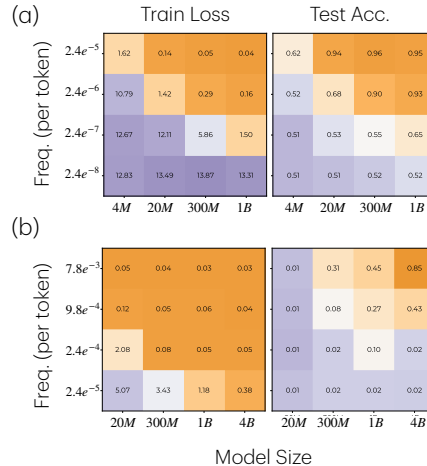 (a)
Train Loss Test Acc.
Freq. (per token)
2.4e⁻⁵ 1.62 0.14 0.05 0.04 0.62 0.94 0.96 0.95
2.4e⁻⁶ 10.79 1.42 0.29 0.16 0.52 0.68 0.90 0.93
2.4e⁻⁷ 12.67 12.11 5.86 1.50 0.51 0.53 0.55 0.65
2.4e⁻⁸ 12.83 13.49 13.87 13.31 0.51 0.51 0.52 0.52
4M 20M 300M 1B 4M 20M 300M 1B
(b)
Freq. (per token)
7.8e⁻³ 0.05 0.04 0.03 0.03 0.01 0.31 0.45 0.85
9.8e⁻⁴ 0.12 0.05 0.06 0.04 0.01 0.08 0.27 0.43
2.4e⁻⁴ 2.08 0.08 0.05 0.05 0.01 0.02 0.10 0.02
2.4e⁻⁵ 5.07 3.43 1.18 0.38 0.01 0.02 0.02 0.02
20M 300M 1B 4B 20M 300M 1B 4B
Model Size